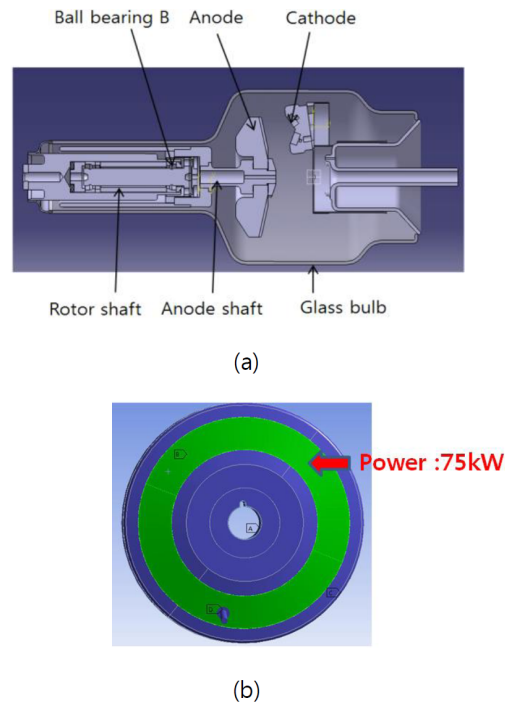 Ball bearing B Anode Cathode
Rotor shaft Anode shaft Glass bulb
(a)
Power :75kW
A
(b)